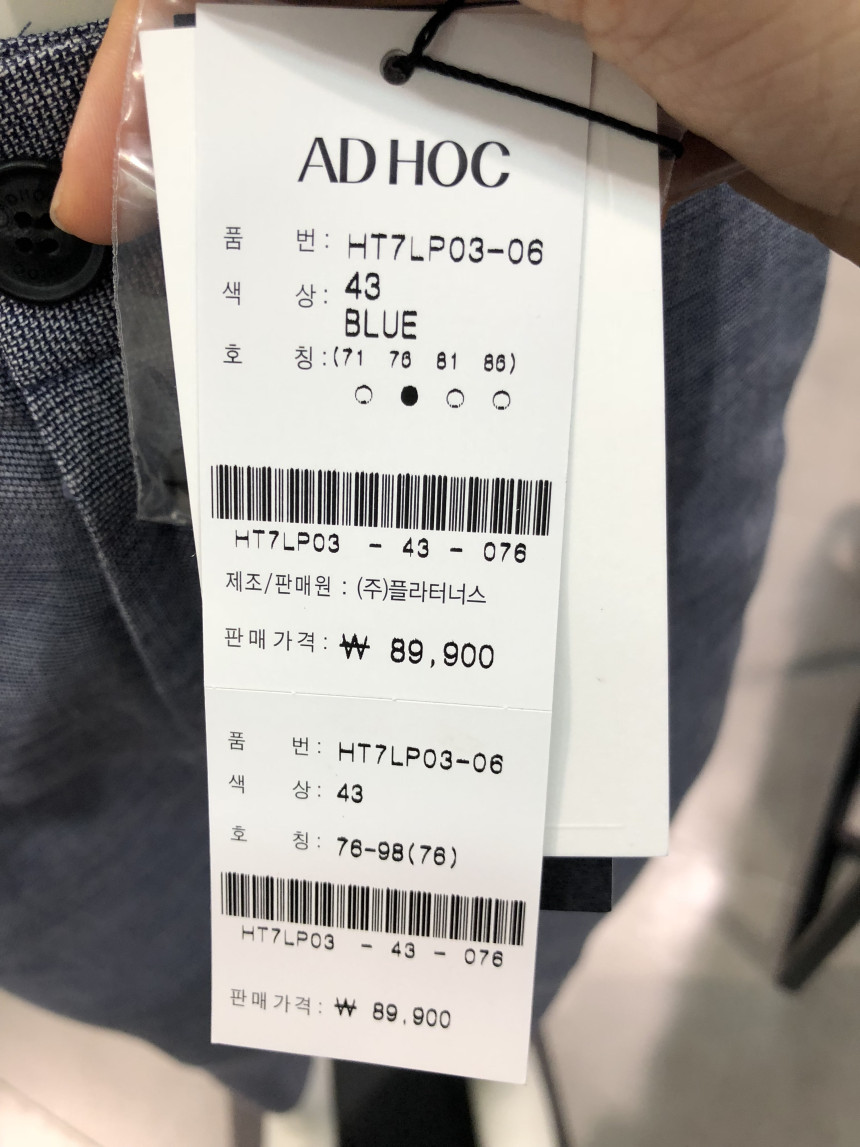 AD HOC
품 번 : HT7LP03-06
색 상 : 43
BLUE
호 칭 : (71 76 81 86)
HT7LP03 - 43 - 076
제조/판매원 : (주)플라터너스
판매가격 : ₩ 89,900
품 번 : HT7LP03-06
색 상 : 43
호 칭 : 76-98(76)
HT7LP03 - 43 - 076
판매가격 : ₩ 89,900